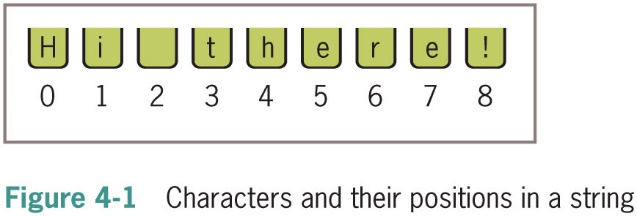 H i t h e r e !
0 1 2 3 4 5 6 7 8
Figure 4-1 Characters and their positions in a string